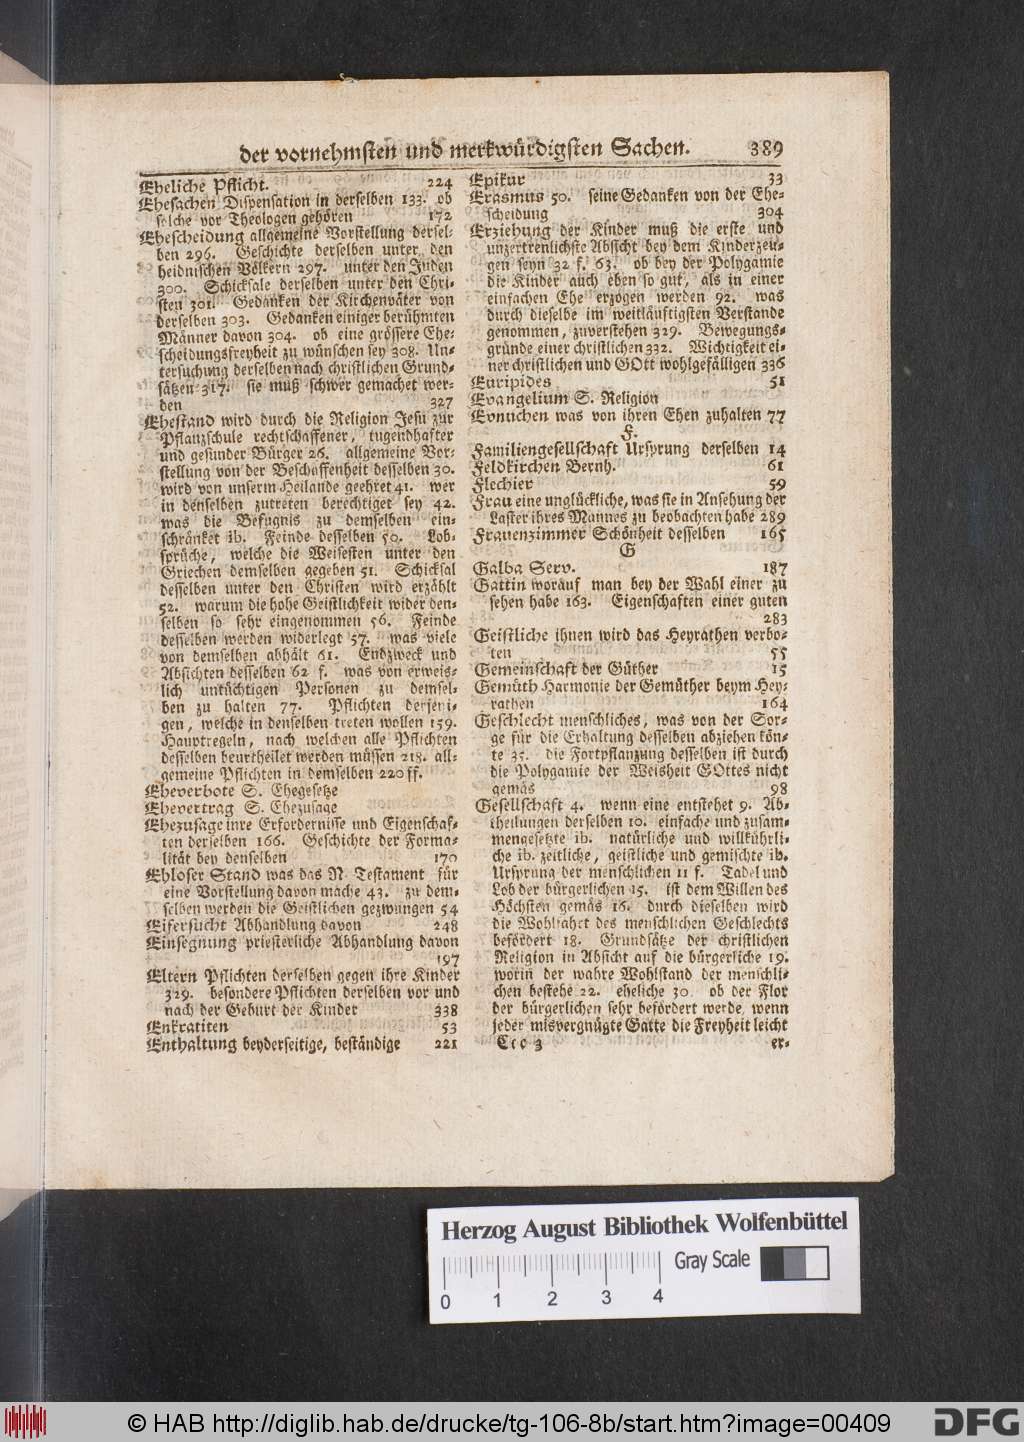 der vornehmsten und merkwürdigsten Sachen. 389
Eheliche Pflicht. 224
Ehesachen Dispensation in derselben 133. ob
solche vor Theologen gehören 172
Ehescheidung allgemeine Vorstellung dersel-
ben 296. Geschichte derselben unter den
heidnischen Völkern 297. unter den Juden
300. Schicksale derselben unter den Chri-
sten 301. Gedanken der Kirchenväter von
derselben 303. Gedanken einiger berühmten
Männer davon 304. ob eine grössere Ehe-
scheidungsfreyheit zu wünschen sey 308. Un-
tersuchung derselben nach christlichen Grund-
sätzen 317. sie muß schwer gemachet wer-
den 327
Ehestand wird durch die Religion Jesu zur
Pflanzschule rechtschaffener, tugendhafter
und gesunder Bürger 26. allgemeine Vor-
stellung von der Beschaffenheit desselben 30.
wird von unserm Heilande geehret 41. wer
in denselben zutreten berechtiget sey 42.
was die Befugnis zu demselben ein-
schränket ib. Feinde desselben 50. Lob-
sprüche, welche die Weisesten unter den
Griechen demselben gegeben 51. Schicksal
desselben unter den Christen wird erzählt
52. warum die hohe Geistlichkeit wider den-
selben so sehr eingenommen 56. Feinde
desselben werden widerlegt 57. was viele
von demselben abhält 61. Endzweck und
Absichten desselben 62 f. was von erweis-
lich untüchtigen Personen zu demsel-
ben zu halten 77. Pflichten derjeni-
gen, welche in denselben treten wollen 159.
Hauptregeln, nach welchen alle Pflichten
desselben beurtheilet werden müssen 218. all-
gemeine Pflichten in demselben 220 ff.
Eheverbote S. Ehegesetze
Ehevertrag S. Ehezusage
Ehezusage ihre Erfordernisse und Eigenschaf-
ten derselben 166. Geschichte der Forma-
lität bey denselben 170
Ehloser Stand was das N. Testament für
eine Vorstellung davon mache 43. zu dem-
selben werden die Geistlichen gezwungen 54
Eifersucht Abhandlung davon 248
Einsegnung priesterliche Abhandlung davon
197
Eltern Pflichten derselben gegen ihre Kinder
329. besondere Pflichten derselben vor und
nach der Geburt der Kinder 338
Enkratiten 53
Enthaltung beyderseitige, beständige 221
Epikur 33
Erasmus 50. seine Gedanken von der Ehe-
scheidung 304
Erziehung der Kinder muß die erste und
unzertrenlichste Absicht bey dem Kinderzeu-
gen seyn 32 f. 63. ob bey der Polygamie
die Kinder auch eben so gut, als in einer
einfachen Ehe erzogen werden 92. was
durch dieselbe im weitläuftigsten Verstande
genommen, zuverstehen 329. Bewegungs-
gründe einer christlichen 332. Wichtigkeit ei-
ner christlichen und GOtt wohlgefälligen 336
Euripides 51
Evangelium S. Religion
Evnuchen was von ihren Ehen zuhalten 77
F.
Familiengesellschaft Ursprung derselben 14
Feldkirchen Bernh. 61
Flechier 59
Frau eine unglückliche, was sie in Ansehung der
Laster ihres Mannes zu beobachten habe 289
Frauenzimmer Schönheit desselben 165
G
Galba Serv. 187
Gattin worauf man bey der Wahl einer zu
sehen habe 163. Eigenschaften einer guten
283
Geistliche ihnen wird das Heyrathen verbo-
ten 55
Gemeinschaft der Güther 15
Gemüth Harmonie der Gemüther beym Hey-
rathen 164
Geschlecht menschliches, was von der Sor-
ge für die Erhaltung desselben abziehen kön-
te 35. die Fortpflanzung desselben ist durch
die Polygamie der Weisheit GOttes nicht
gemäs 98
Gesellschaft 4. wenn eine entstehet 9. Ab-
theilungen derselben 10. einfache und zusam-
mengesetzte ib. natürliche und willkührli-
che ib. zeitliche, geistliche und gemischte ib.
Ursprung der menschlichen 11 f. Tadel und
Lob der bürgerlichen 15. ist dem Willen des
Höchsten gemäs 16. durch dieselben wird
die Wohlfahrt des menschlichen Geschlechts
befördert 18. Grundsätze der christlichen
Religion in Absicht auf die bürgerliche 19.
worin der wahre Wohlstand der menschli-
chen bestehe 22. eheliche 30. ob der Flor
der bürgerlichen sehr befördert werde, wenn
jeder misvergnügte Gatte die Freyheit leicht
Ccc 3 er-
Herzog August Bibliothek Wolfenbüttel
Gray Scale
0 1 2 3 4
© HAB http://diglib.hab.de/drucke/tg-106-8b/start.htm?image=00409
DFG